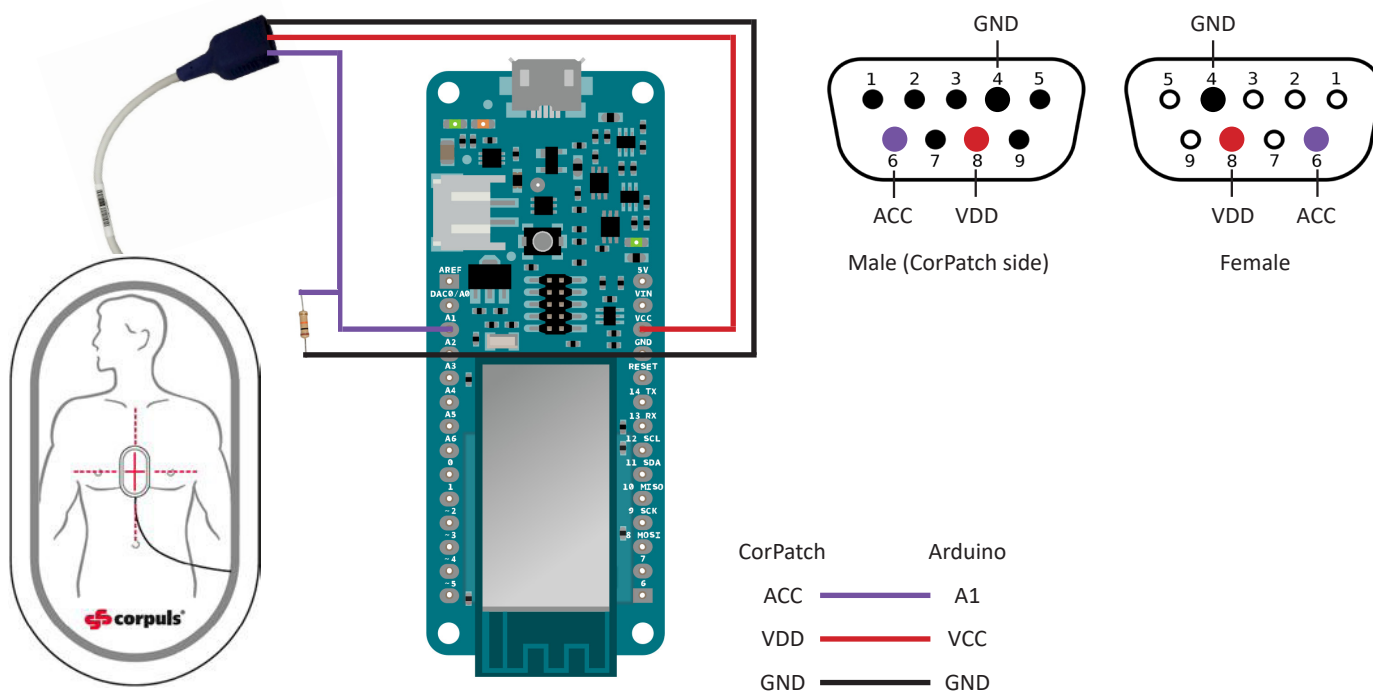 GND
1 2 3 4 5
6 7 8 9
ACC VDD
Male (CorPatch side)
GND
5 4 3 2 1
9 8 7 6
VDD ACC
Female
AREF
DAC0/A0
A1
A2
A3
A4
A5
A6
0
1
~2
~3
~4
~5
5V
VIN
VCC
GND
RESET
14 TX
13 RX
12 SCL
11 SDA
10 MISO
9 SCK
8 MOSI
7
6
corpuls
CorPatch Arduino
ACC A1
VDD VCC
GND GND